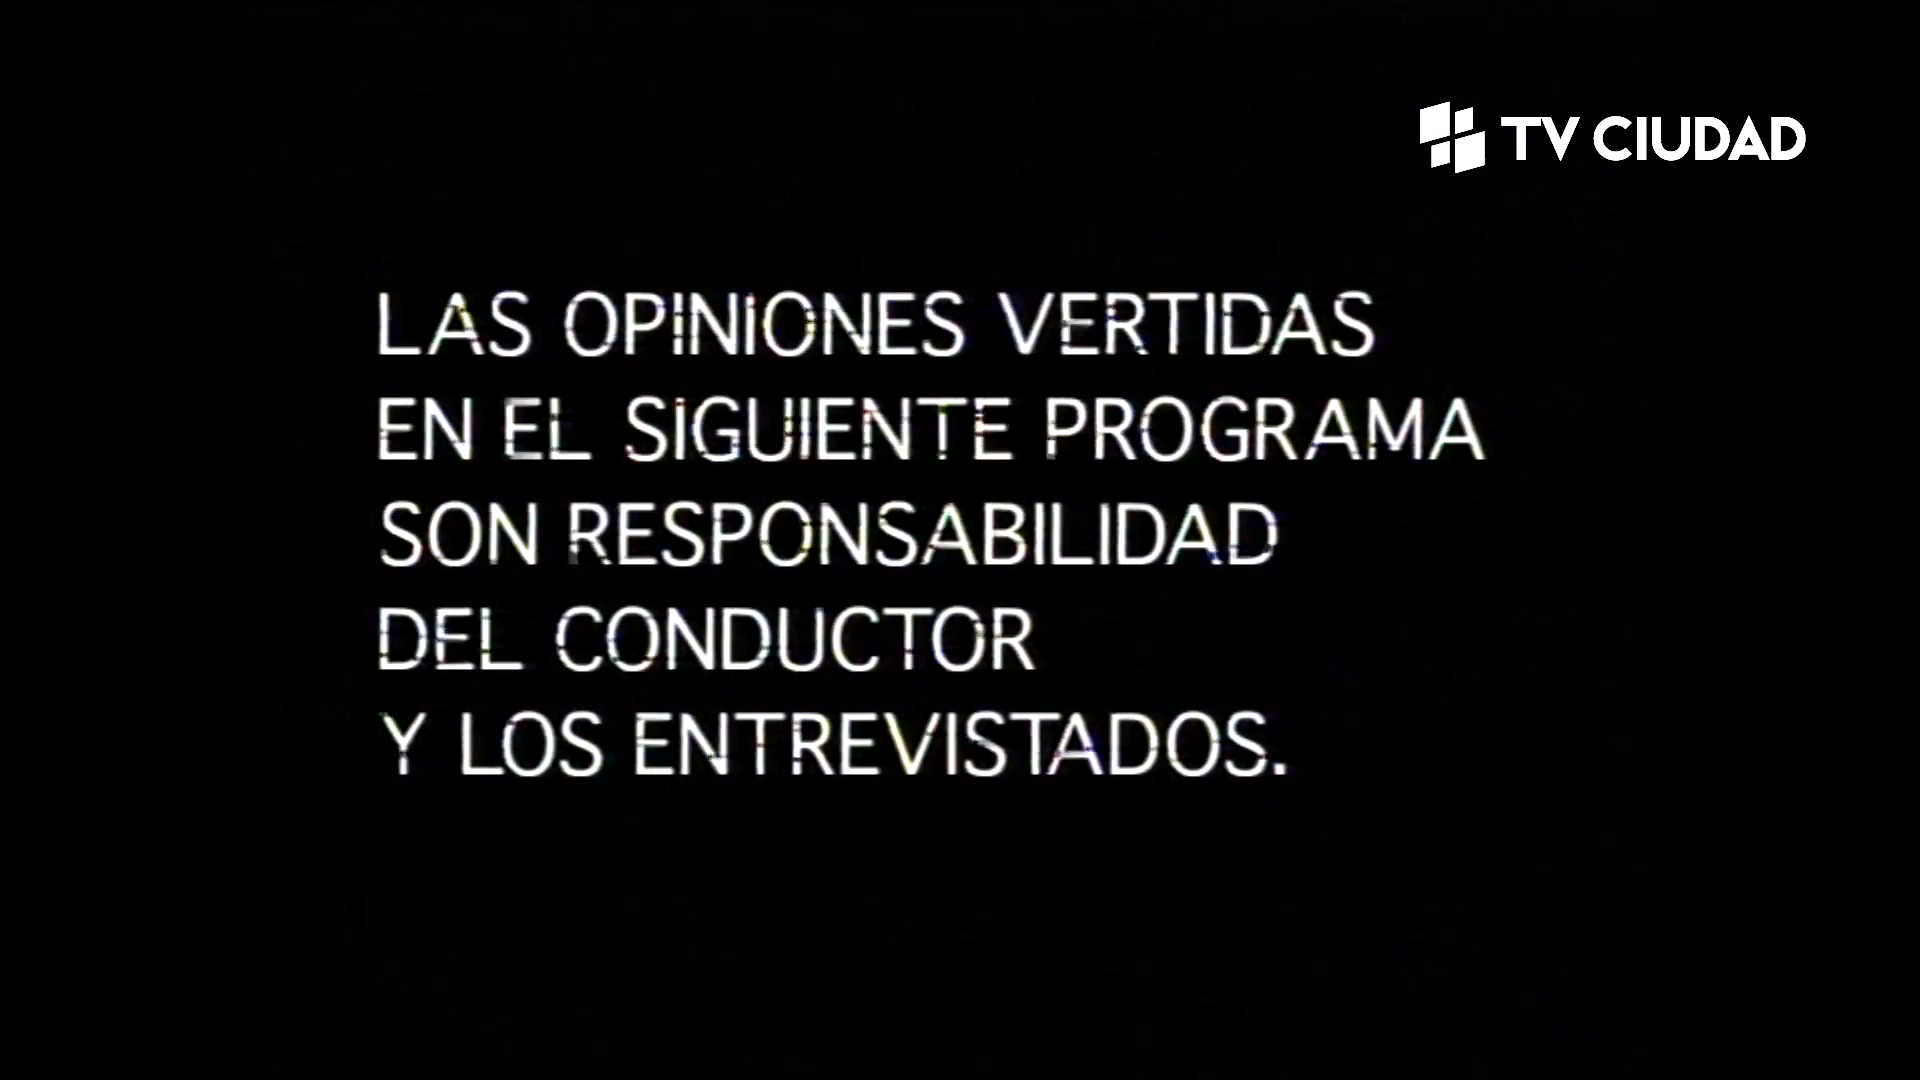 TV CIUDAD
LAS OPINIONES VERTIDAS
EN EL SIGUIENTE PROGRAMA
SON RESPONSABILIDAD
DEL CONDUCTOR
Y LOS ENTREVISTADOS.